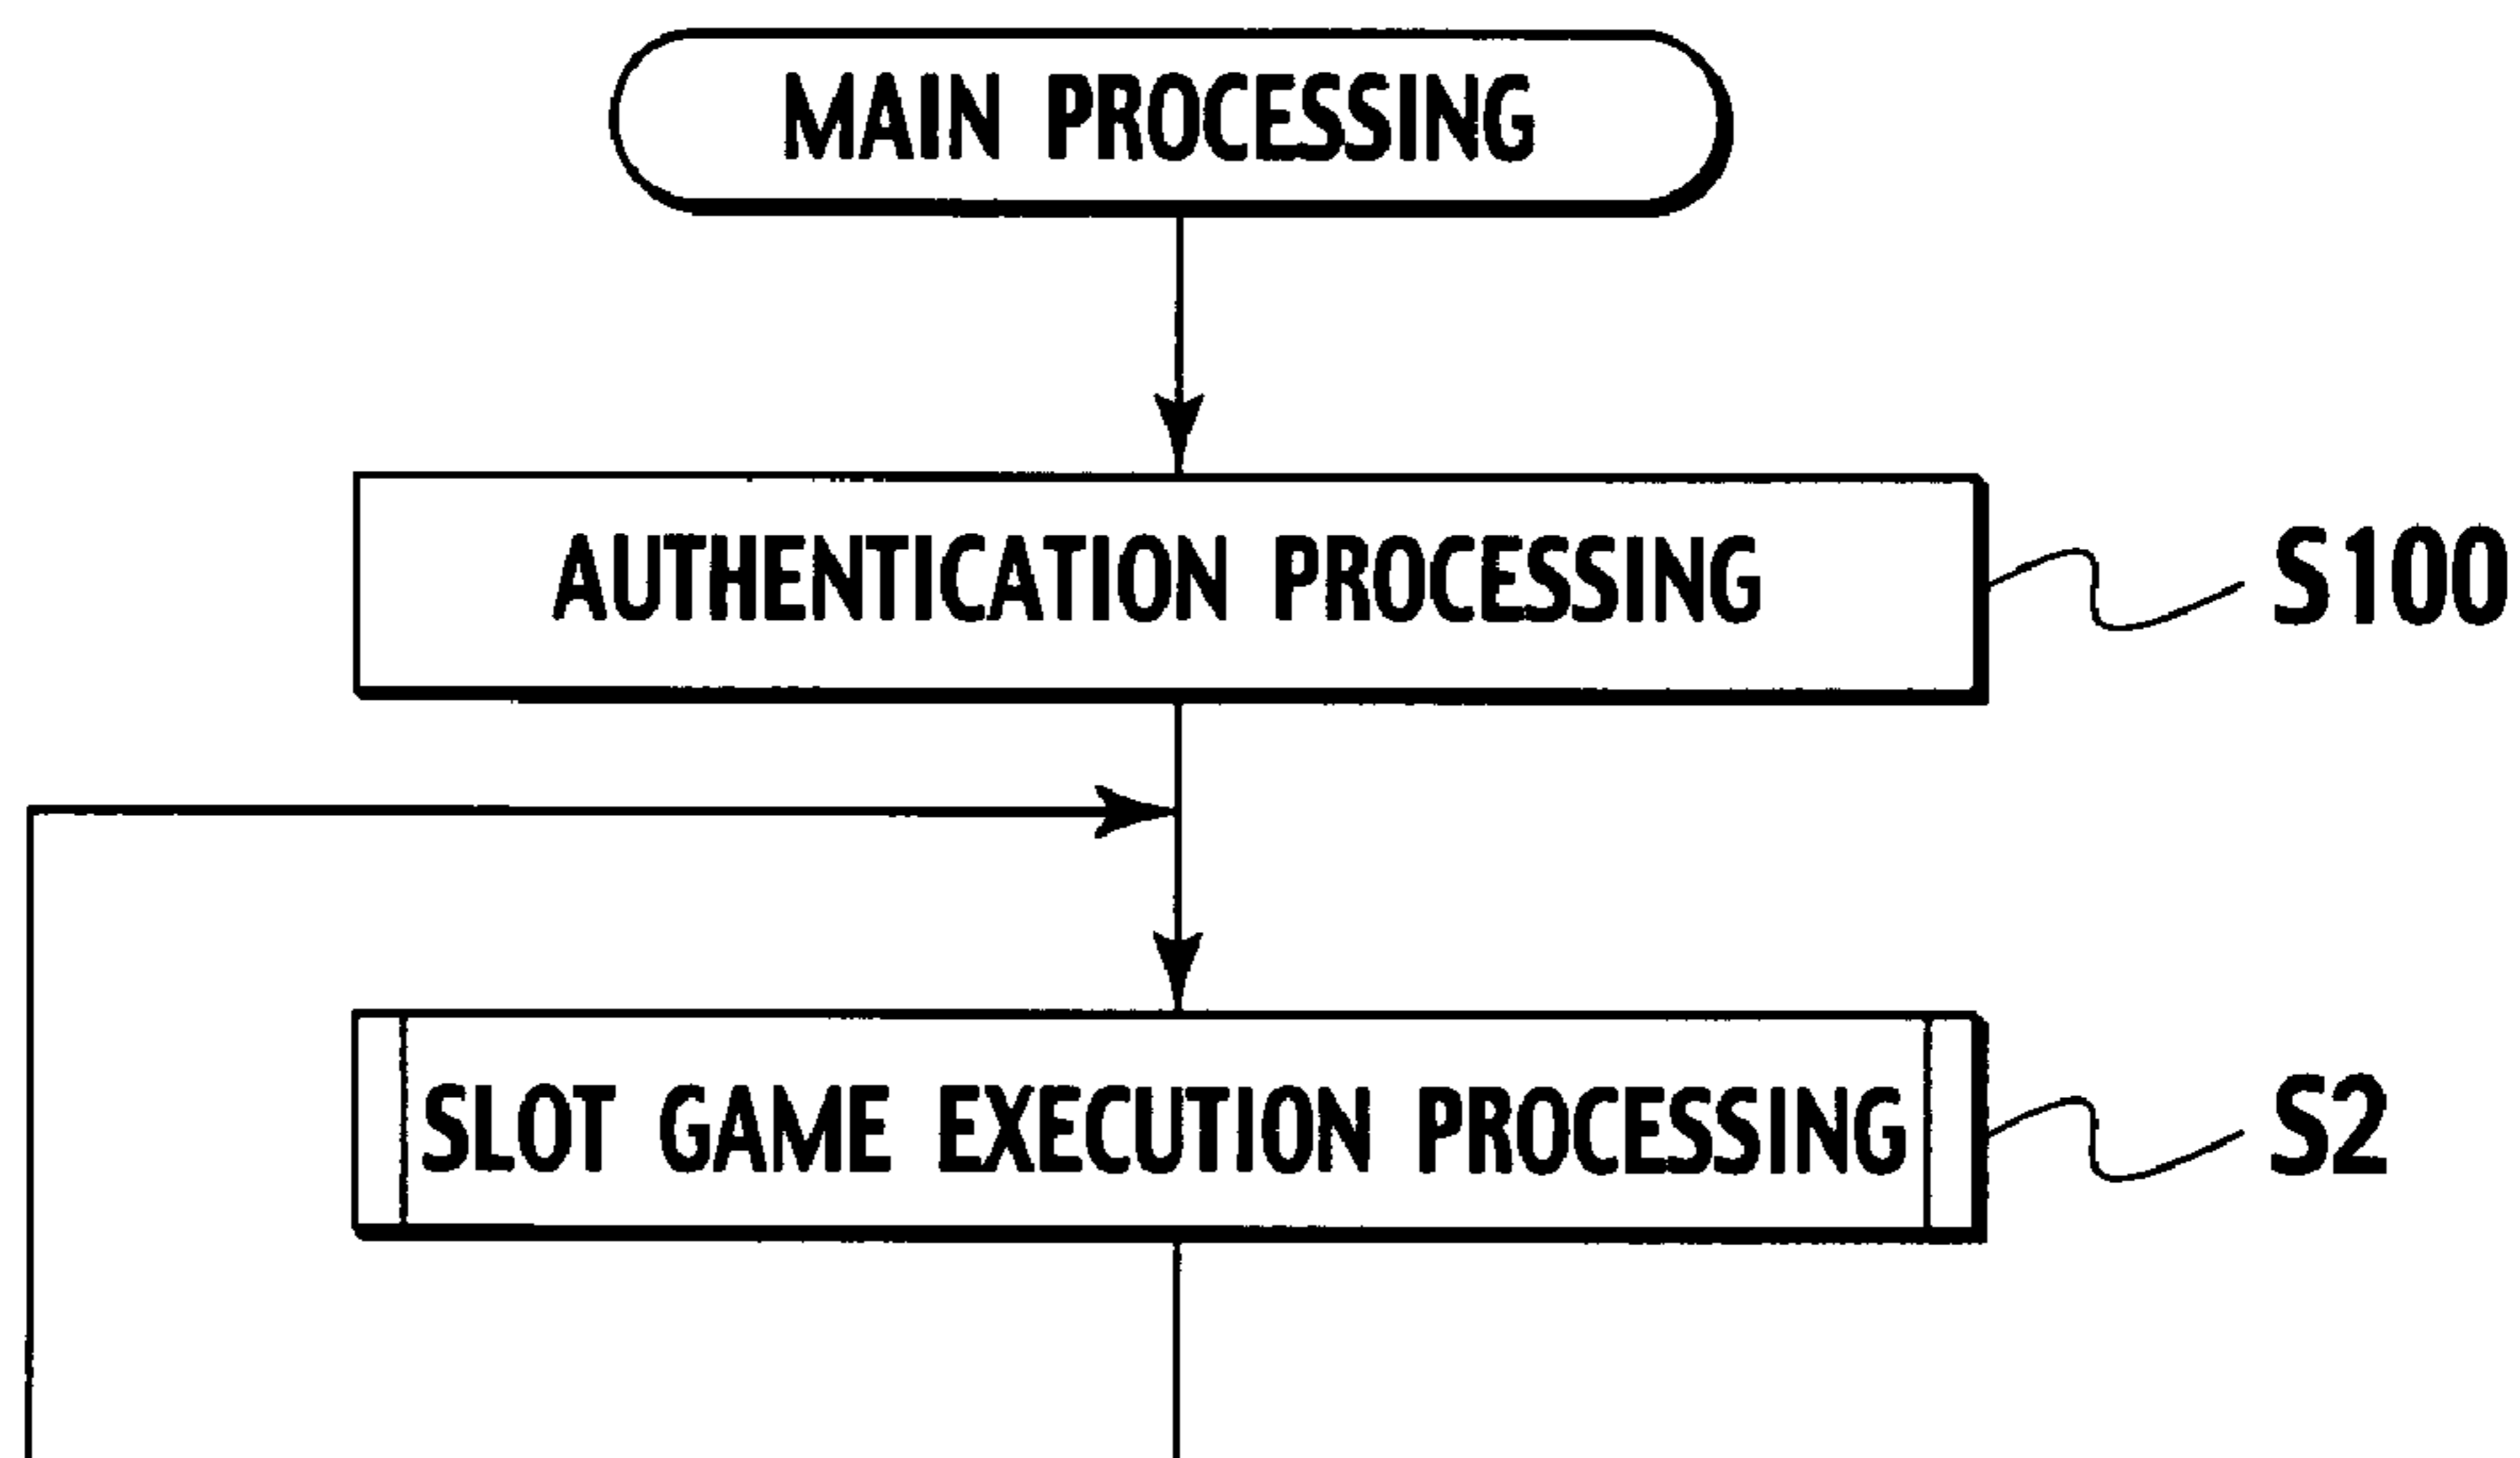 MAIN PROCESSING
AUTHENTICATION PROCESSING
S100
SLOT GAME EXECUTION PROCESSING
S2